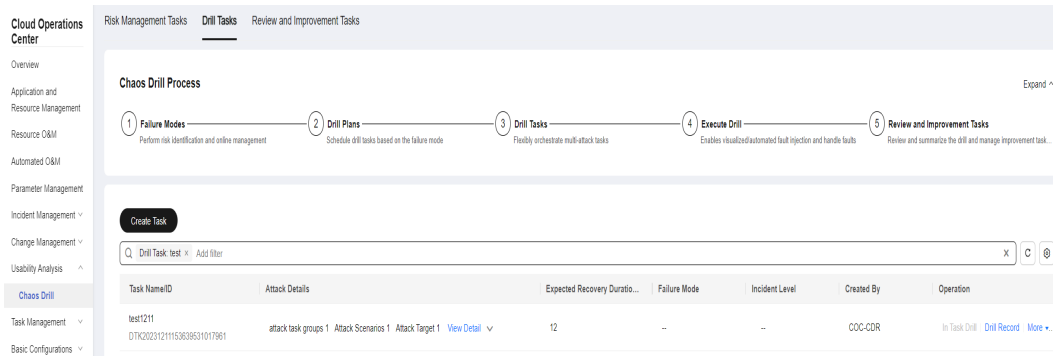 Cloud Operations
Center
Overview
Application and
Resource Management
Resource O&M
Automated O&M
Parameter Management
Incident Management
Change Management
Usability Analysis
Chaos Drill
Task Management
Basic Configurations
Risk Management Tasks Drill Tasks Review and Improvement Tasks
Chaos Drill Process Expand
1 Failure Modes 2 Drill Plans 3 Drill Tasks 4 Execute Drill 5 Review and Improvement Tasks
Perform risk identification and online management Schedule drill tasks based on the failure mode Flexibly orchestrate multi-attack tasks Enables visualized/automated fault injection and handle faults Review and summarize the drill and manage improvement task...
Create Task
Drill Task: test × Add filter X
Task Name/ID Attack Details Expected Recovery Duratio... Failure Mode Incident Level Created By Operation
test1211
DTK20231211153639531017961
attack task groups 1 Attack Scenarios 1 Attack Target 1 View Detail 12 -- -- COC-CDR In Task Drill Drill Record More